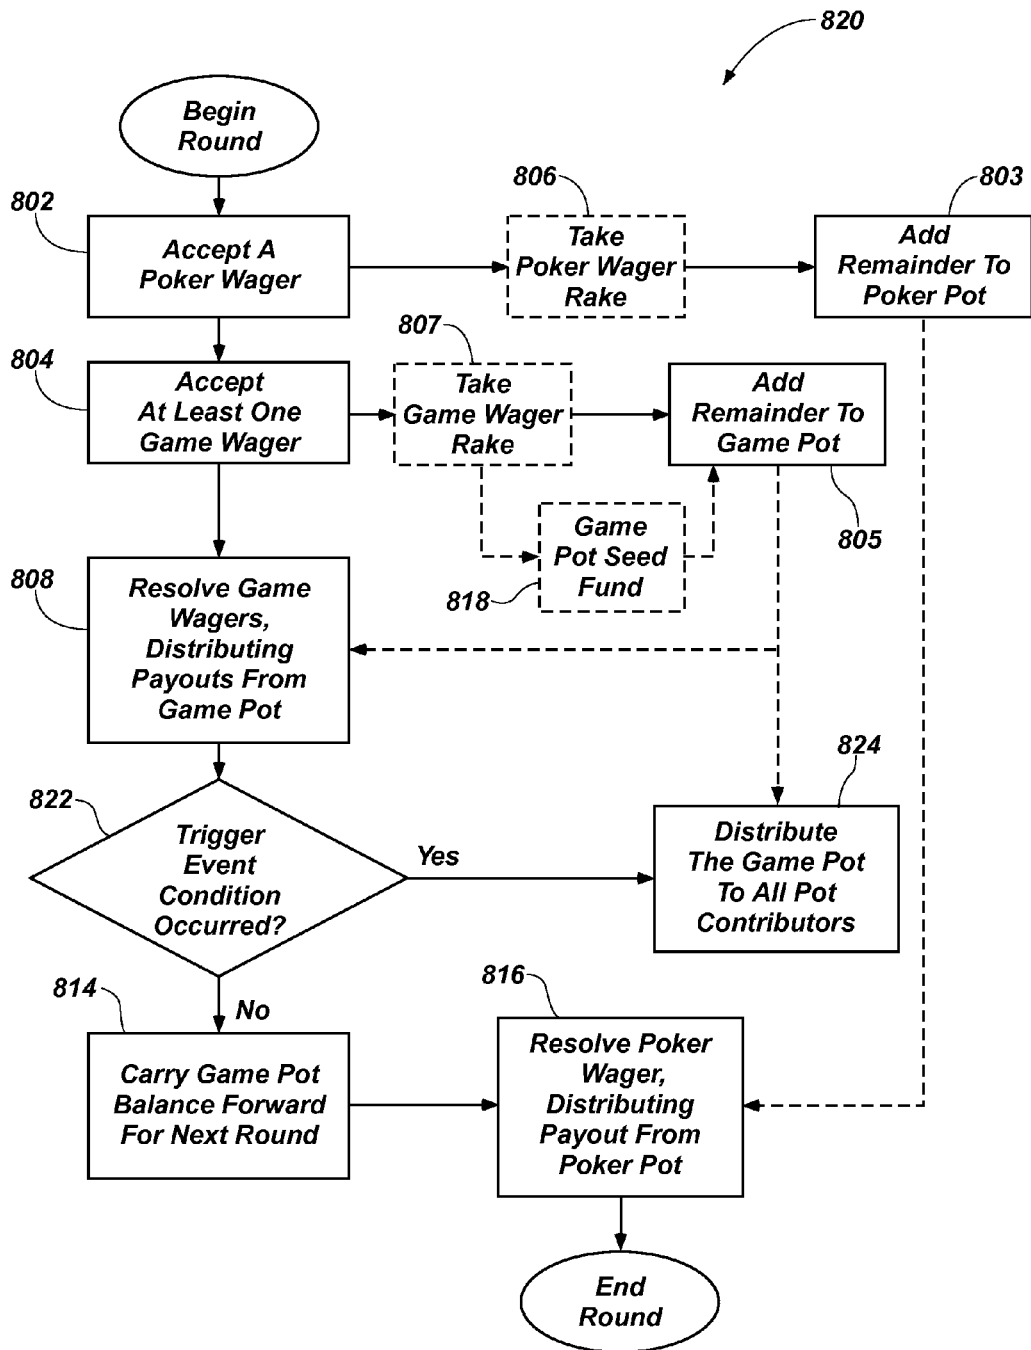 820
Begin
Round
802
Accept A
Poker Wager
806
Take
Poker Wager
Rake
803
Add
Remainder To
Poker Pot
804
Accept
At Least One
Game Wager
807
Take
Game Wager
Rake
Add
Remainder To
Game Pot
805
Game
Pot Seed
Fund
818
808
Resolve Game
Wagers,
Distributing
Payouts From
Game Pot
822
Trigger
Event
Condition
Occurred?
Yes
824
Distribute
The Game Pot
To All Pot
Contributors
No
814
Carry Game Pot
Balance Forward
For Next Round
816
Resolve Poker
Wager,
Distributing
Payout From
Poker Pot
End
Round